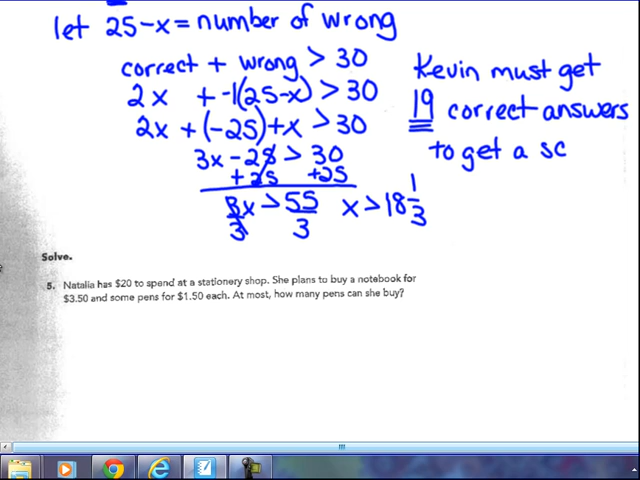 let 25-x = number of wrong
correct + wrong > 30
2x + -1(25-x) > 30
2x + (-25) + x > 30
3x - 25 > 30
+25 +25
3x > 55 x > 18 1/3
3 3
Kevin must get
19 correct answers
to get a sc
Solve.
5. Natalia has $20 to spend at a stationery shop. She plans to buy a notebook for
$3.50 and some pens for $1.50 each. At most, how many pens can she buy?